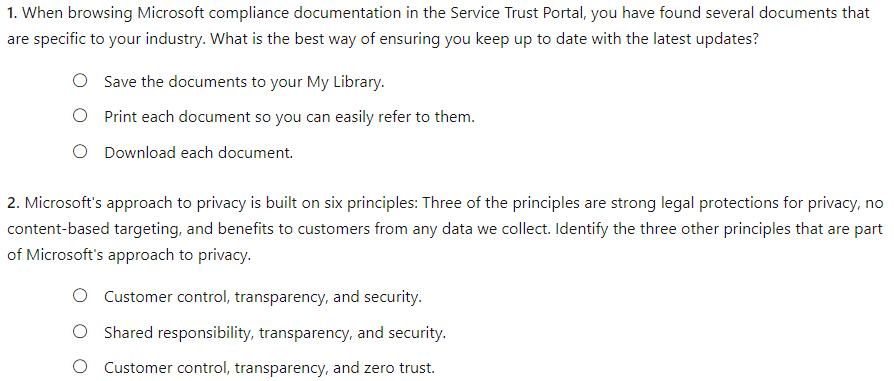 1. When browsing Microsoft compliance documentation in the Service Trust Portal, you have found several documents that
are specific to your industry. What is the best way of ensuring you keep up to date with the latest updates?
Save the documents to your My Library.
Print each document so you can easily refer to them.
Download each document.
2. Microsoft's approach to privacy is built on six principles: Three of the principles are strong legal protections for privacy, no
content-based targeting, and benefits to customers from any data we collect. Identify the three other principles that are part
of Microsoft's approach to privacy.
Customer control, transparency, and security.
Shared responsibility, transparency, and security.
Customer control, transparency, and zero trust.